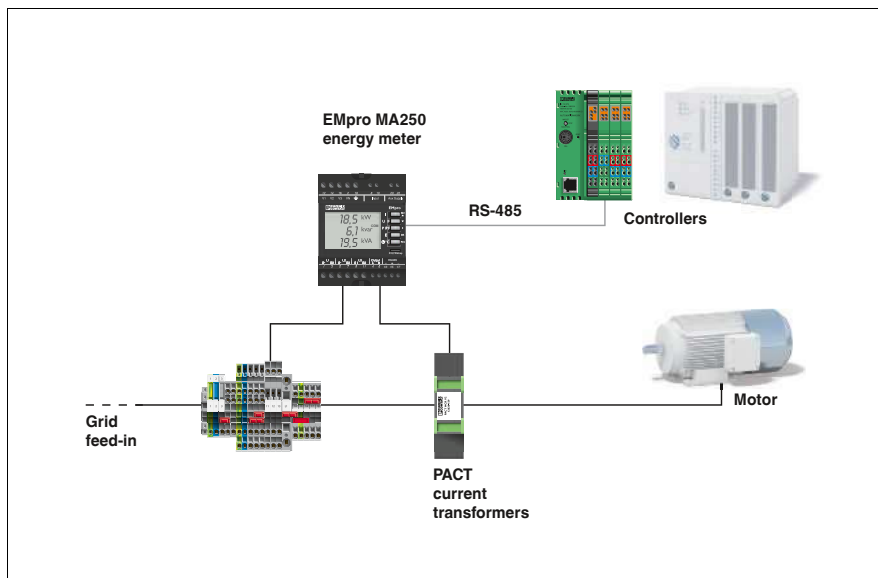 EMpro MA250
energy meter
EMpro
18,5 kW
6,1 kvar
19,5 kVA
RS-485
Controllers
Motor
Grid
feed-in
PACT
current
transformers